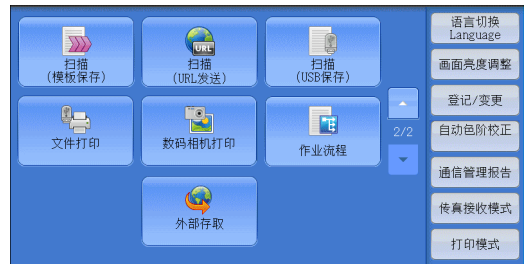 扫描
(模板保存)
URL
扫描
(URL发送)
扫描
(USB保存)
文件打印
数码相机打印
作业流程
外部存取
2/2
语言切换
Language
画面亮度调整
登记/变更
自动色阶校正
通信管理报告
传真接收模式
打印模式